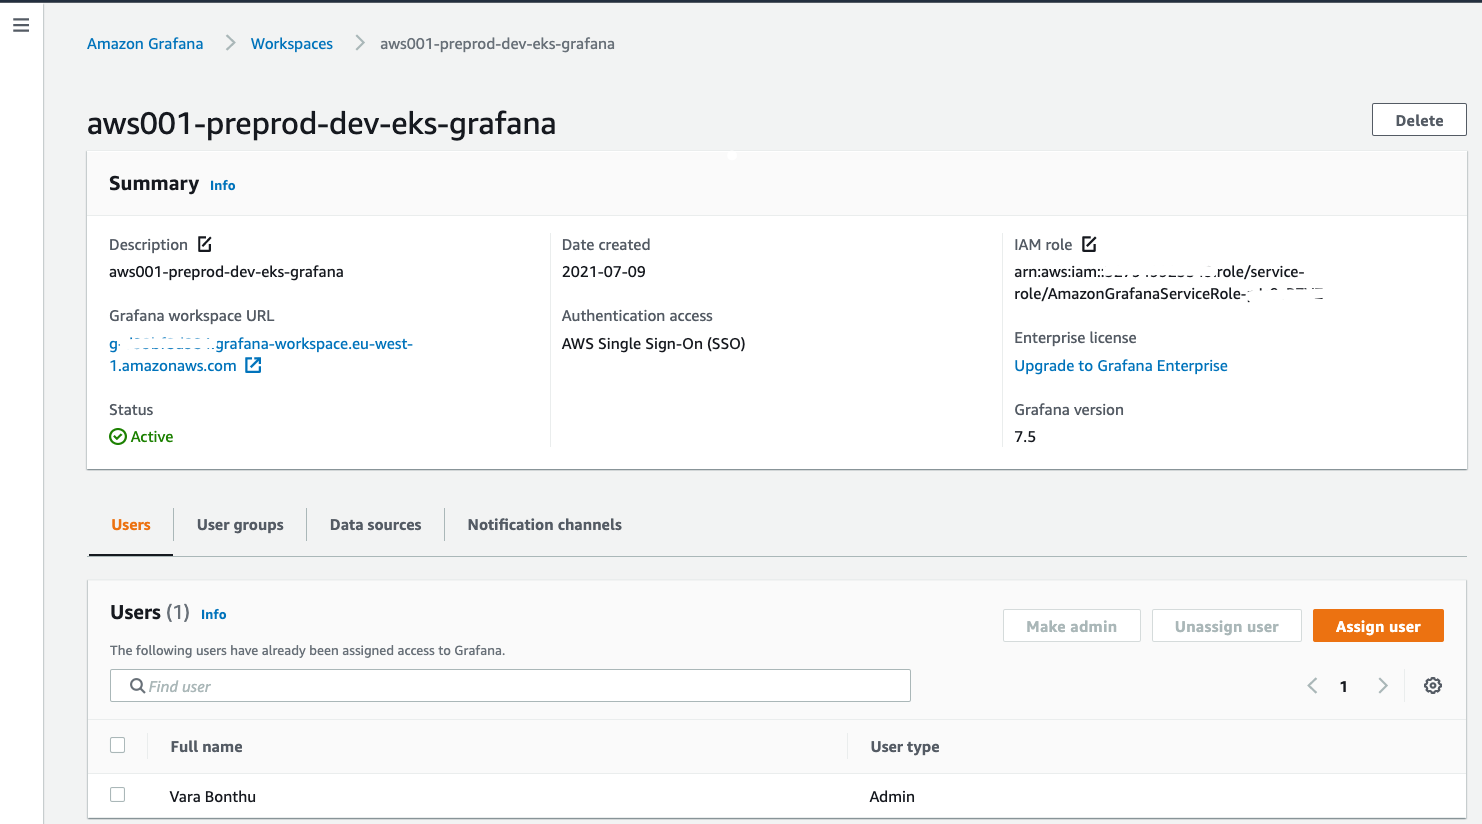 Amazon Grafana > Workspaces > aws001-preprod-dev-eks-grafana
aws001-preprod-dev-eks-grafana
Delete
Summary Info
Description
aws001-preprod-dev-eks-grafana
Grafana workspace URL
grafana-workspace.eu-west-
1.amazonaws.com
Status
Active
Date created
2021-07-09
Authentication access
AWS Single Sign-On (SSO)
IAM role
arn:aws:iam:: role/service-
role/AmazonGrafanaServiceRole-
Enterprise license
Upgrade to Grafana Enterprise
Grafana version
7.5
Users User groups Data sources Notification channels
Users (1) Info
Make admin Unassign user Assign user
The following users have already been assigned access to Grafana.
Find user
1
Full name User type
Vara Bonthu Admin